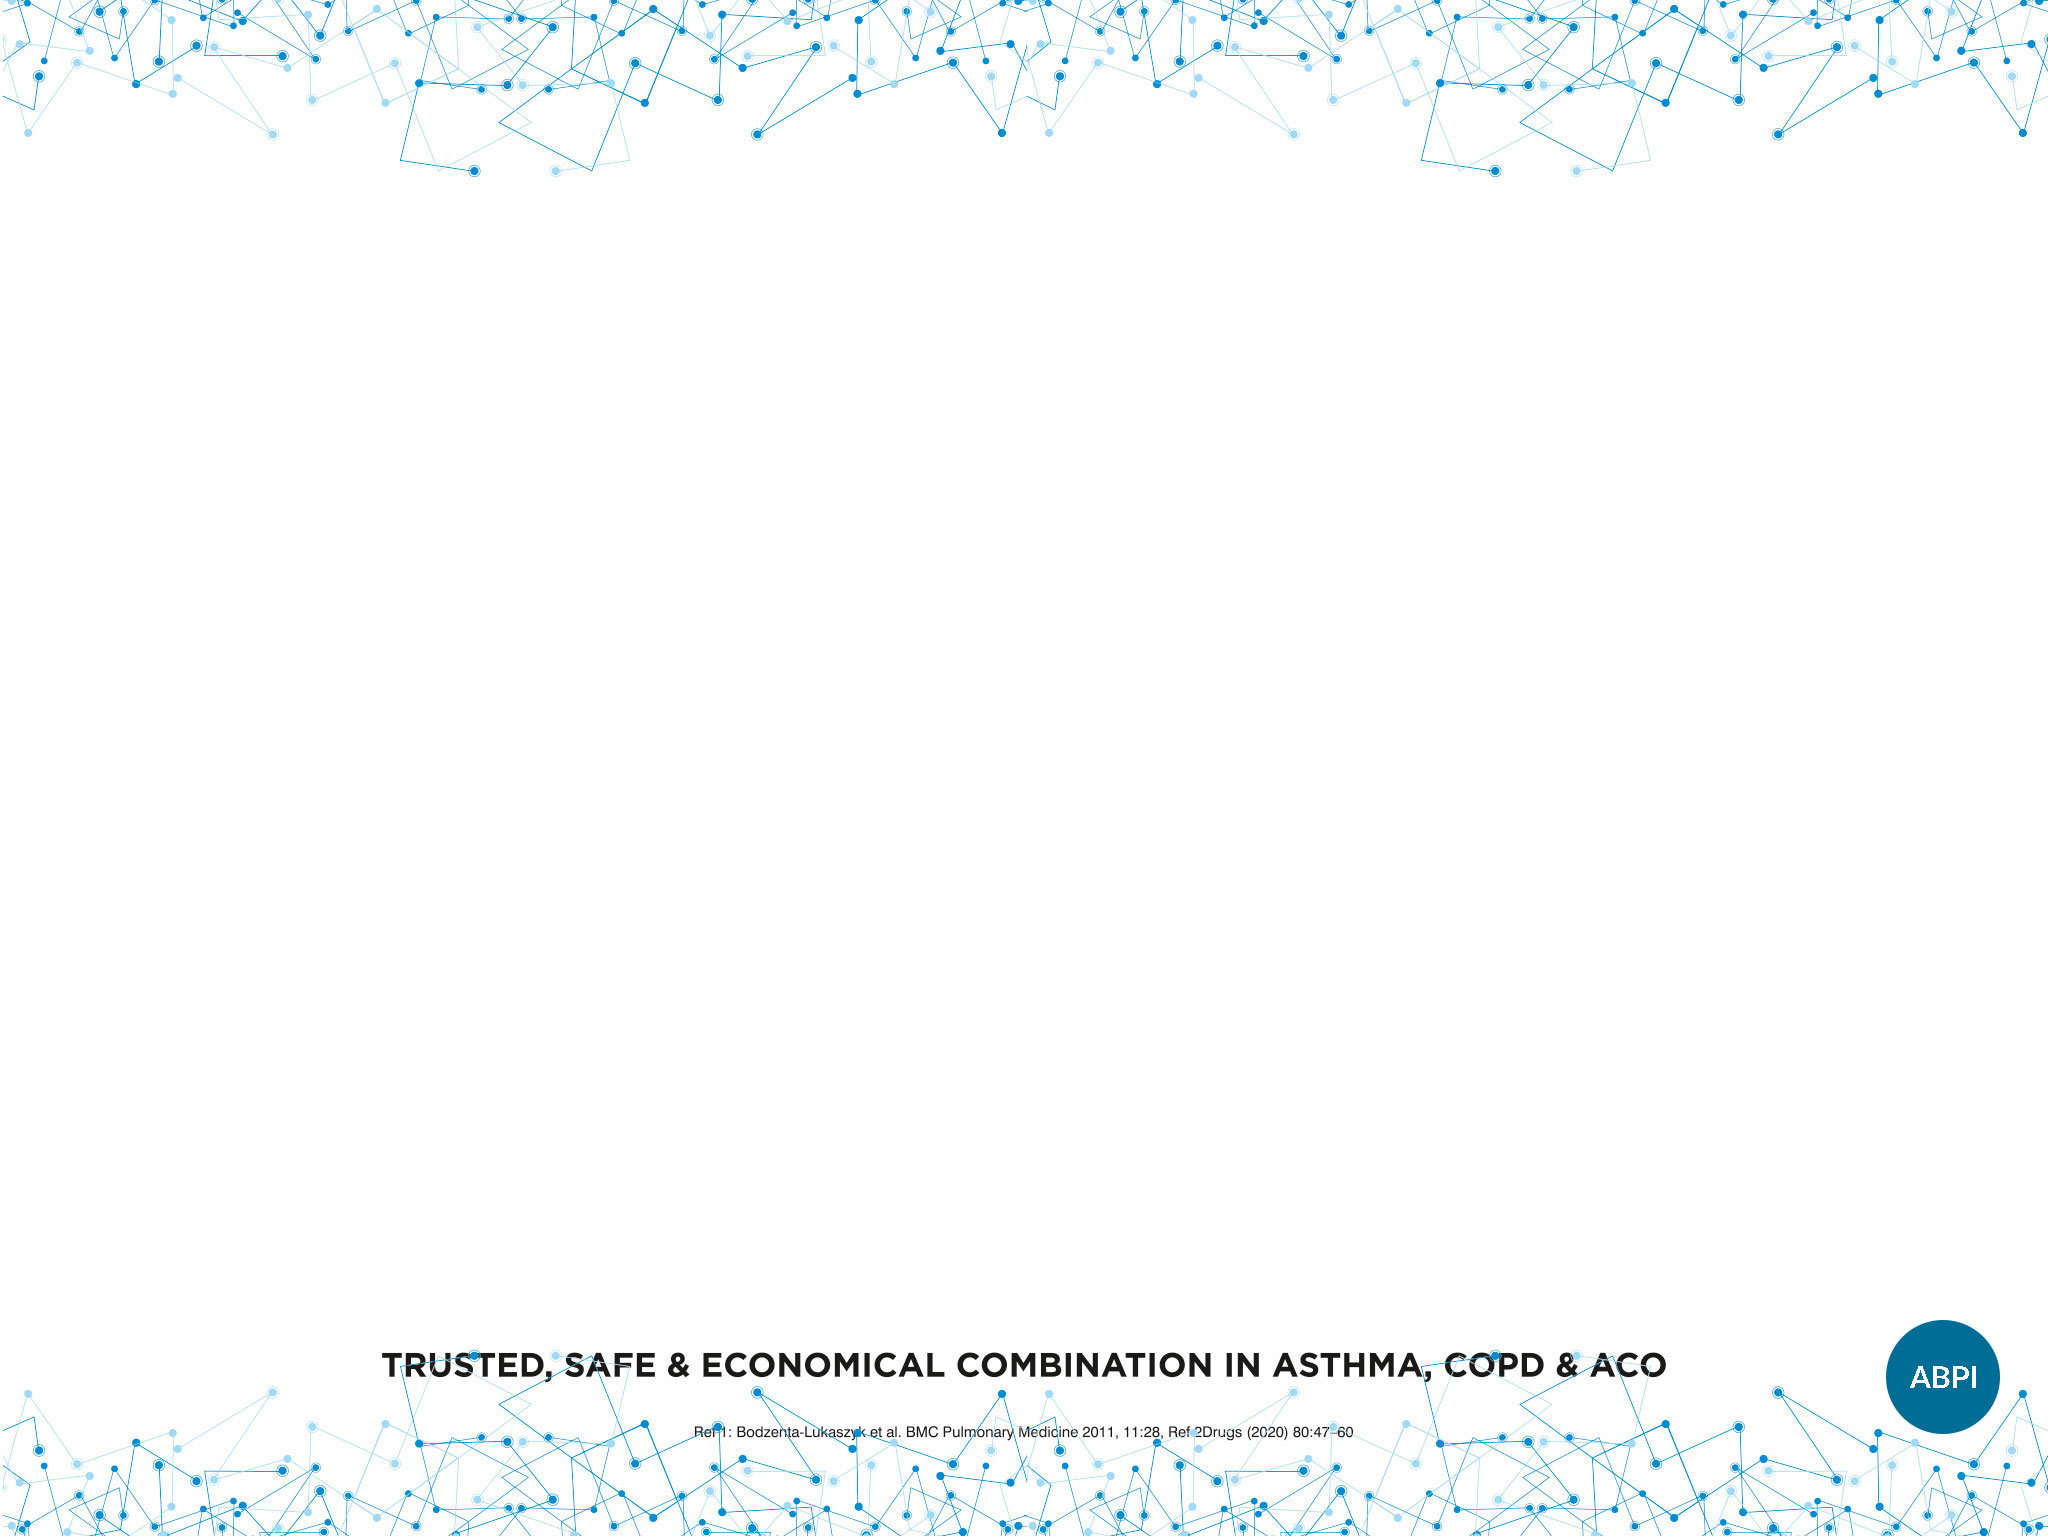 TRUSTED, SAFE & ECONOMICAL COMBINATION IN ASTHMA, COPD & ACO
ABPI
Ref 1: Bodzenta-Lukaszyk et al. BMC Pulmonary Medicine 2011, 11:28, Ref 2Drugs (2020) 80:47–60